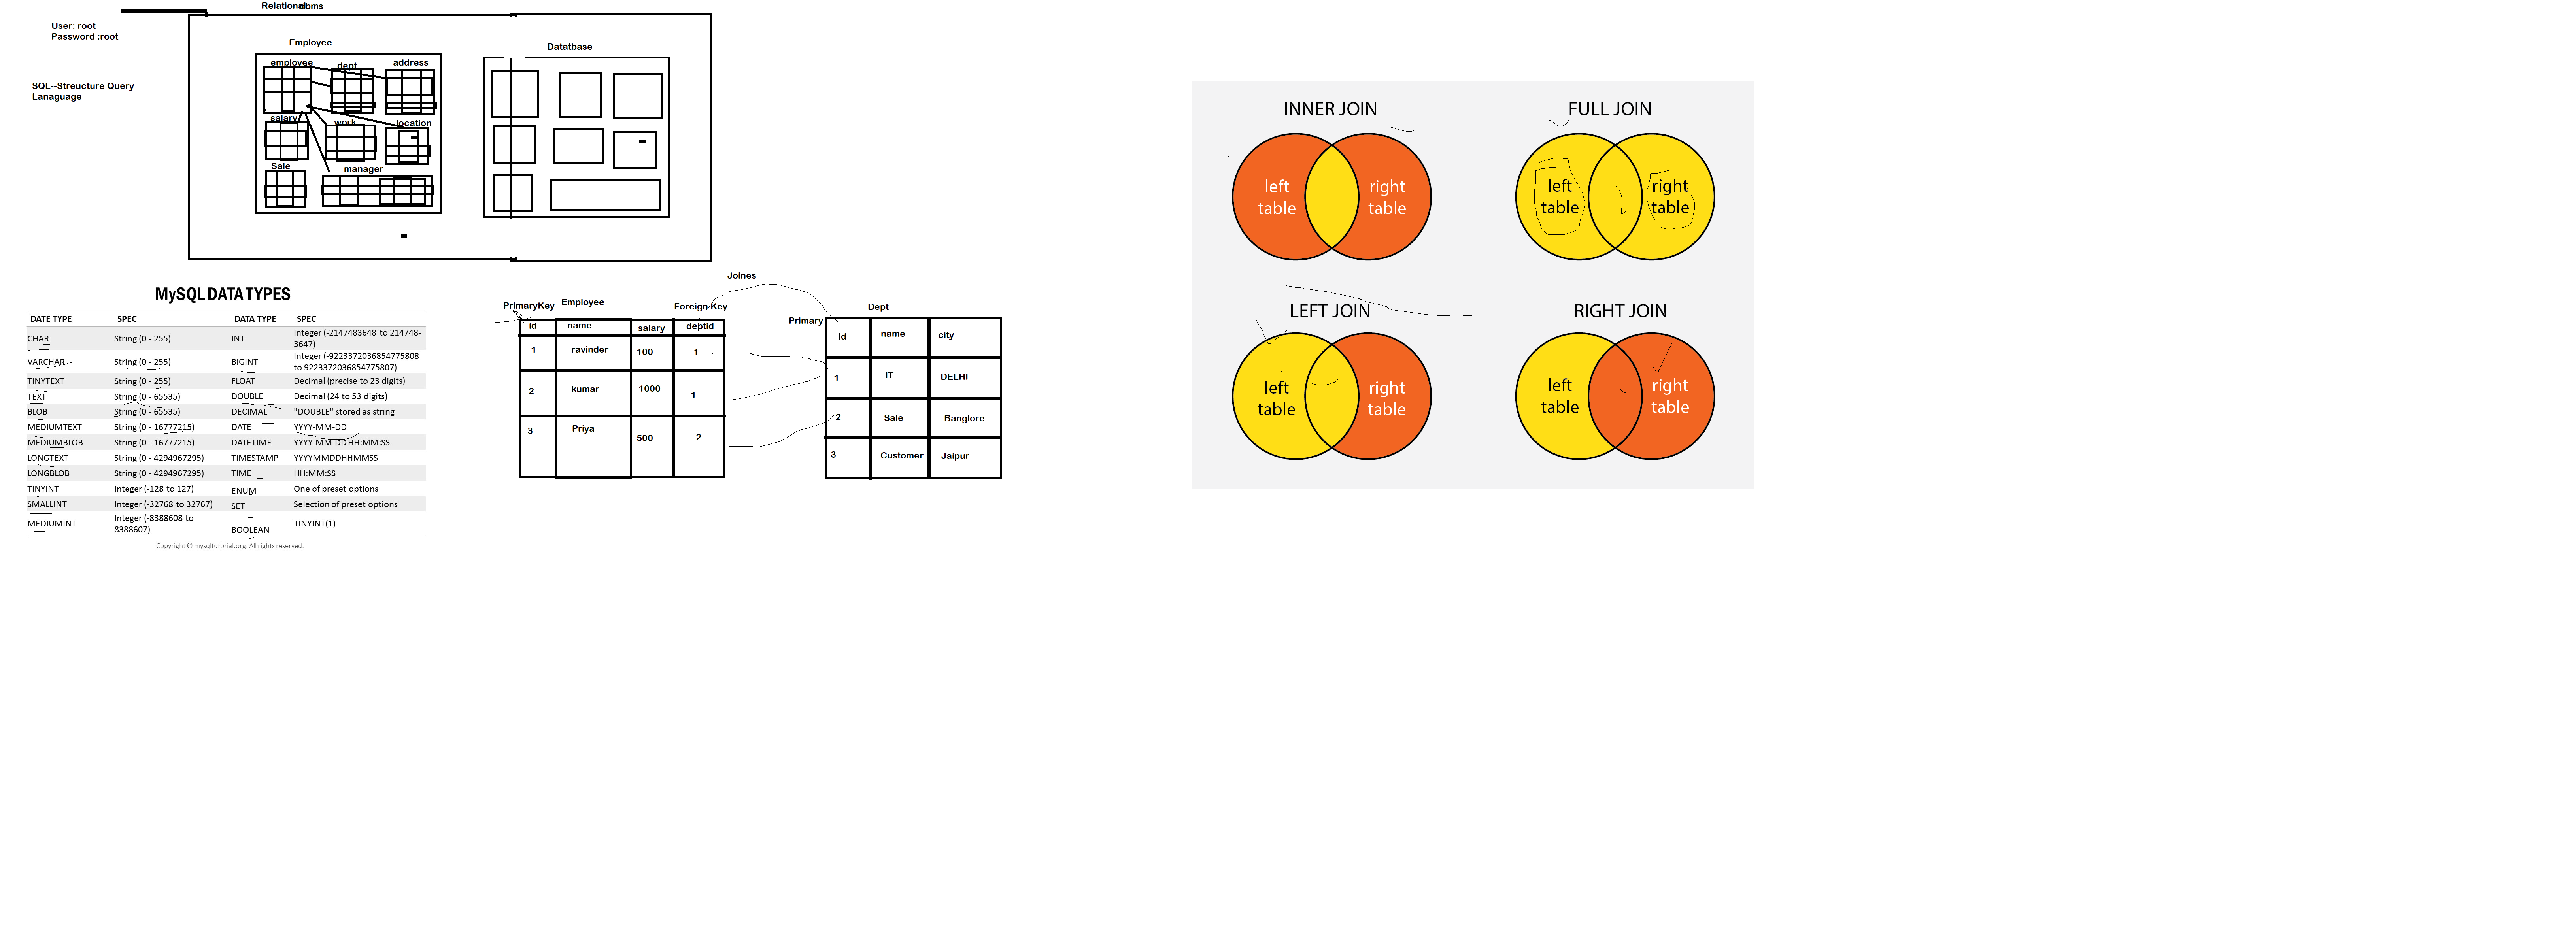 Relationaldbms
User: root
Password :root
SQL--Streucture Query
Lanaguage
Employee
employee
dept
address
salary
work
location
Sale
manager
Datatbase
MySQL DATA TYPES
DATE TYPE SPEC DATA TYPE SPEC
CHAR String (0 - 255) INT Integer (-2147483648 to 214748-
3647)
VARCHAR String (0 - 255) BIGINT Integer (-9223372036854775808
to 9223372036854775807)
TINYTEXT String (0 - 255) FLOAT Decimal (precise to 23 digits)
TEXT String (0 - 65535) DOUBLE Decimal (24 to 53 digits)
BLOB String (0 - 65535) DECIMAL "DOUBLE" stored as string
MEDIUMTEXT String (0 - 16777215) DATE YYYY-MM-DD
MEDIUMBLOB String (0 - 16777215) DATETIME YYYY-MM-DD HH:MM:SS
LONGTEXT String (0 - 4294967295) TIMESTAMP YYYYMMDDHHMMSS
LONGBLOB String (0 - 4294967295) TIME HH:MM:SS
TINYINT Integer (-128 to 127) ENUM One of preset options
SMALLINT Integer (-32768 to 32767) SET Selection of preset options
MEDIUMINT Integer (-8388608 to
8388607) BOOLEAN TINYINT(1)
Copyright © mysqltutorial.org. All rights reserved.
Joines
PrimaryKey Employee Foreign Key
id name salary deptid
1 ravinder 100 1
2 kumar 1000 1
3 Priya 500 2
Dept
Primary
Id name city
1 IT DELHI
2 Sale Banglore
3 Customer Jaipur
INNER JOIN
left
table
right
table
FULL JOIN
left
table
right
table
LEFT JOIN
left
table
right
table
RIGHT JOIN
left
table
right
table